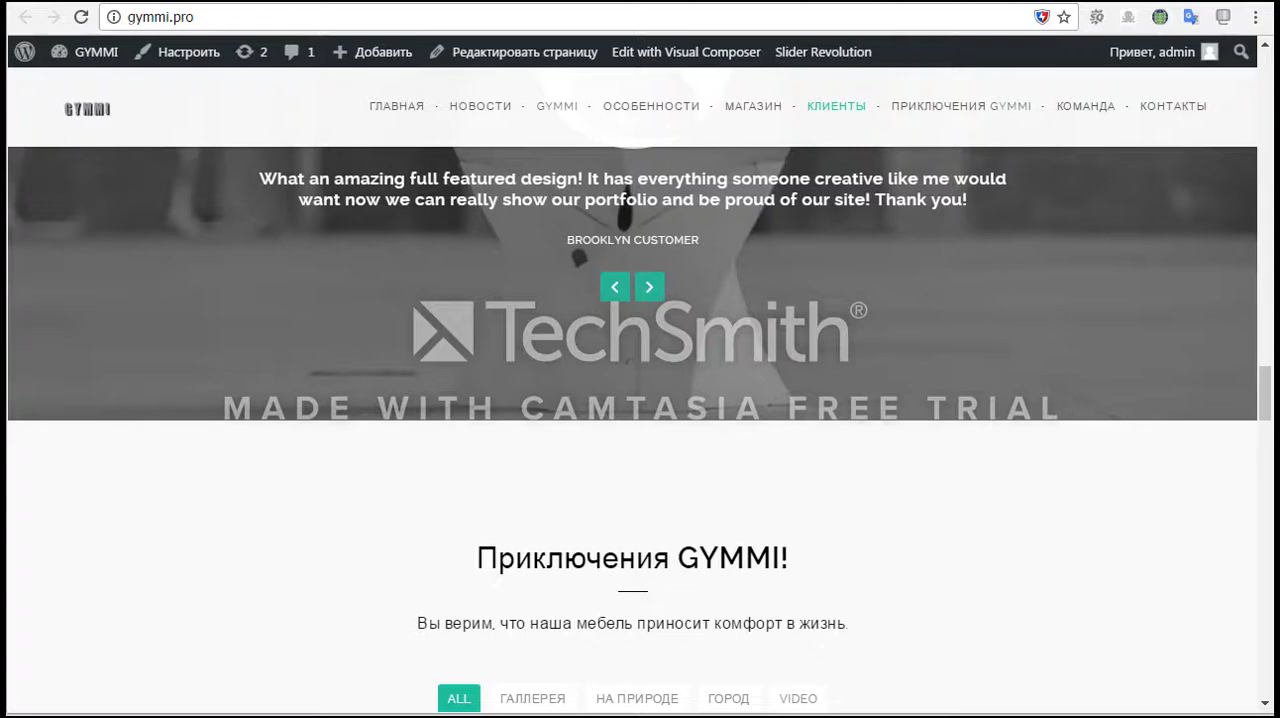 gymmi.pro
GYMMI Настроить 2 1 Добавить Редактировать страницу Edit with Visual Composer Slider Revolution Привет, admin
GYMMI ГЛАВНАЯ · НОВОСТИ · GYMMI · ОСОБЕННОСТИ · МАГАЗИН · КЛИЕНТЫ · ПРИКЛЮЧЕНИЯ GYMMI · КОМАНДА · КОНТАКТЫ
What an amazing full featured design! It has everything someone creative like me would
want now we can really show our portfolio and be proud of our site! Thank you!
BROOKLYN CUSTOMER
TechSmith®
MADE WITH CAMTASIA FREE TRIAL
Приключения GYMMI!
Вы верим, что наша мебель приносит комфорт в жизнь.
ALL ГАЛЛЕРЕЯ НА ПРИРОДЕ ГОРОД VIDEO